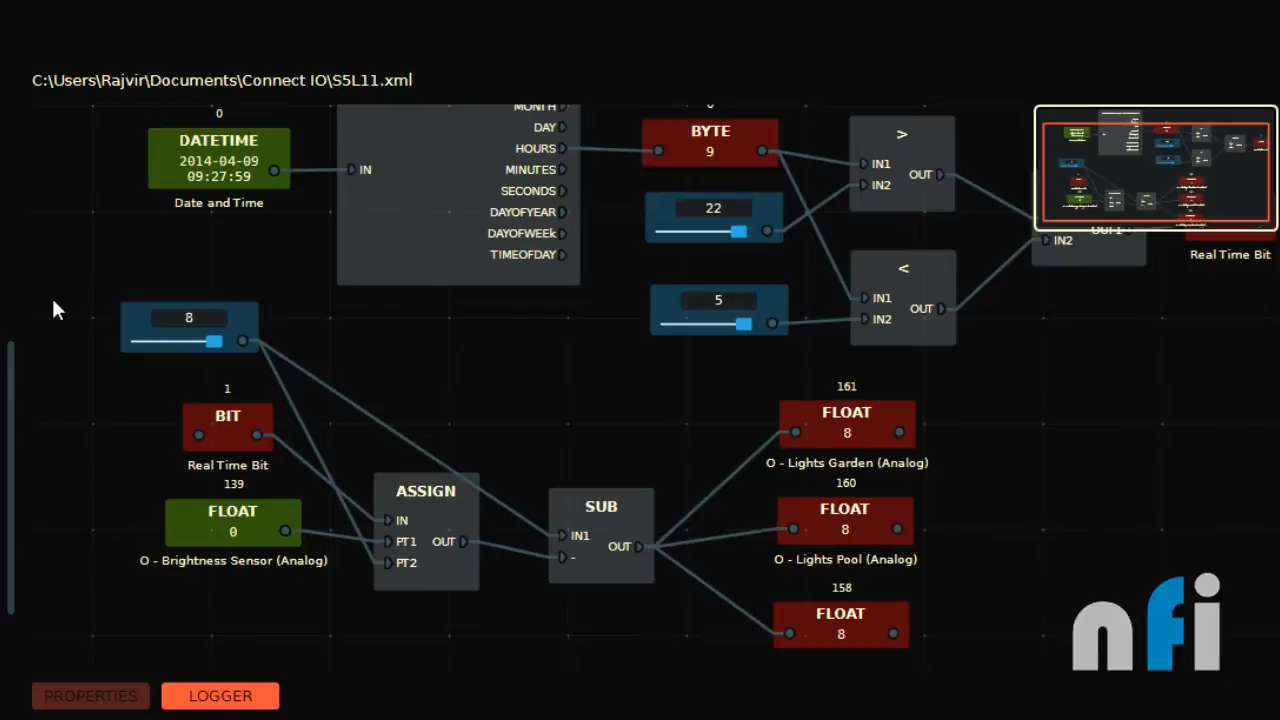 C:\Users\Rajvir\Documents\Connect IO\S5L11.xml
0
DATETIME
2014-04-09
09:27:59
Date and Time
IN
MONTH
DAY
HOURS
MINUTES
SECONDS
DAYOFYEAR
DAYOFWEEK
TIMEOFDAY
BYTE
9
22
5
>
IN1
IN2
OUT
<
IN1
IN2
OUT
IN2
OUT1
Real Time Bit
8
1
BIT
Real Time Bit
139
FLOAT
0
O - Brightness Sensor (Analog)
ASSIGN
IN
PT1
PT2
OUT
SUB
IN1
-
OUT
161
FLOAT
8
O - Lights Garden (Analog)
160
FLOAT
8
O - Lights Pool (Analog)
158
FLOAT
8
nfi
PROPERTIES
LOGGER